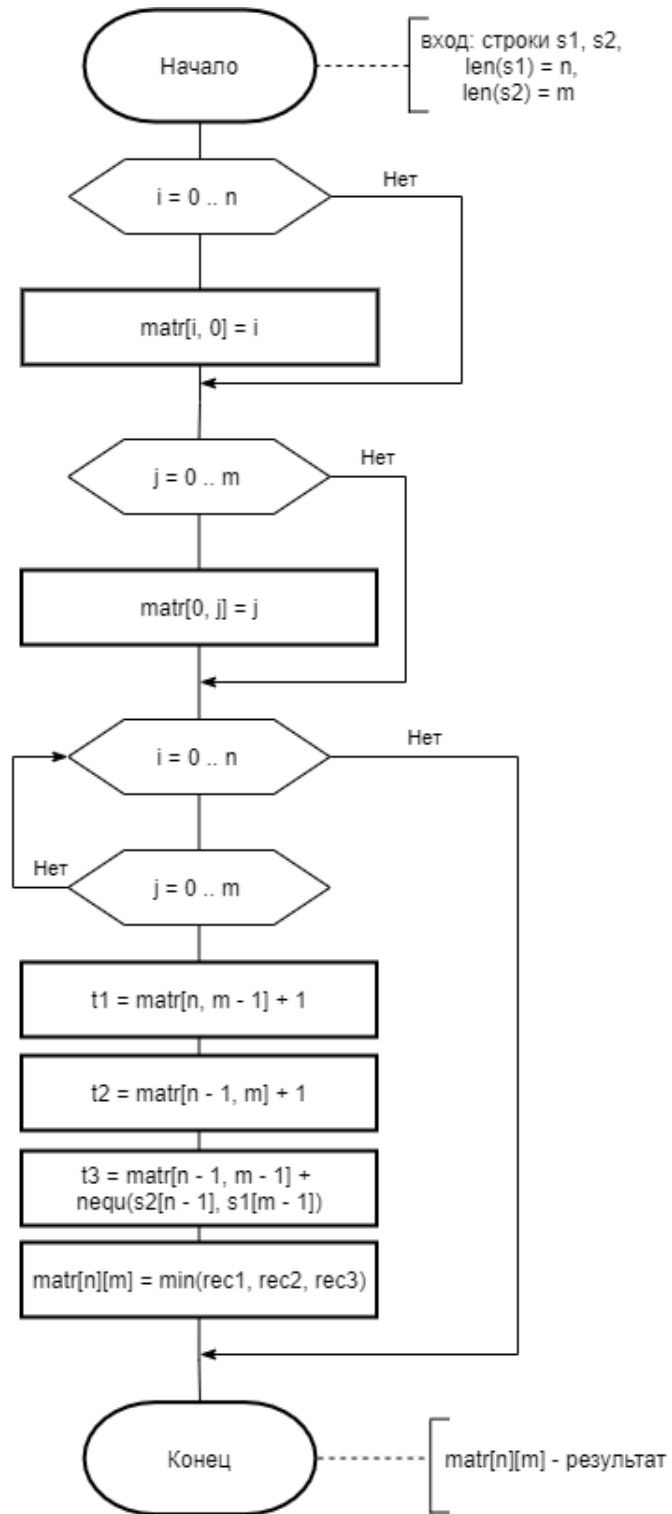 Начало
вход: строки s1, s2,
len(s1) = n,
len(s2) = m
i = 0 .. n
Нет
matr[i, 0] = i
j = 0 .. m
Нет
matr[0, j] = j
i = 0 .. n
Нет
j = 0 .. m
Нет
t1 = matr[n, m - 1] + 1
t2 = matr[n - 1, m] + 1
t3 = matr[n - 1, m - 1] +
nequ(s2[n - 1], s1[m - 1])
matr[n][m] = min(rec1, rec2, rec3)
Конец
matr[n][m] - результат